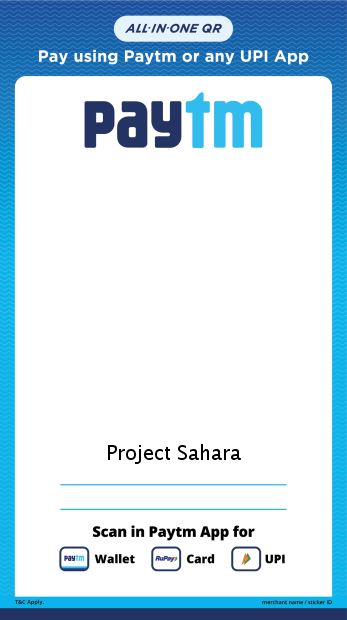 ALL-IN-ONE QR
Pay using Paytm or any UPI App
paytm
Project Sahara
Scan in Paytm App for
paytm Wallet RuPay Card UPI
T&C Apply. merchant name / sticker ID